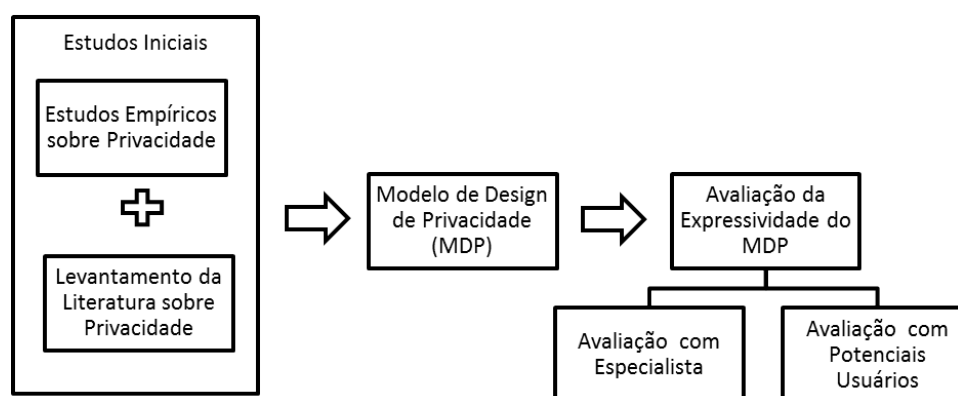 Estudos Iniciais
Estudos Empíricos
sobre Privacidade
Levantamento da
Literatura sobre
Privacidade
Modelo de Design
de Privacidade
(MDP)
Avaliação da
Expressividade do
MDP
Avaliação com
Especialista
Avaliação com
Potenciais
Usuários